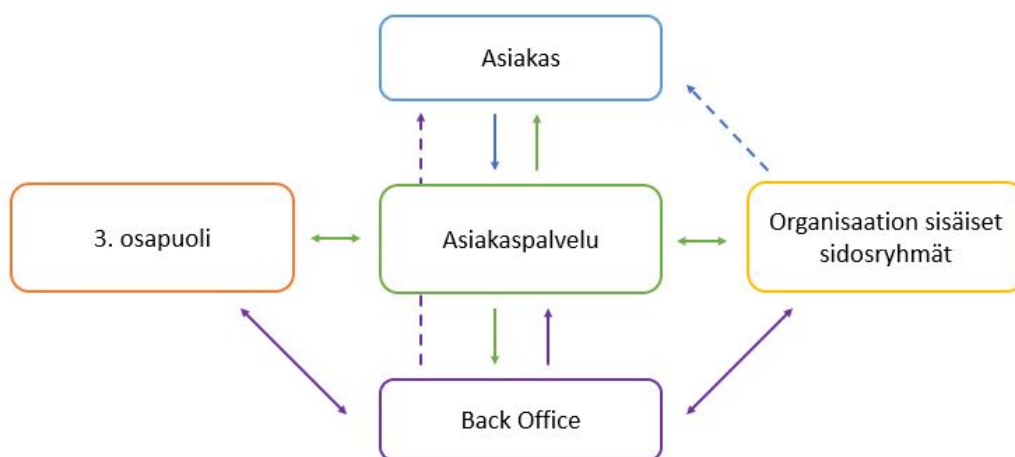 Asiakas
3. osapuoli
Asiakaspalvelu
Organisaation sisäiset
sidosryhmät
Back Office